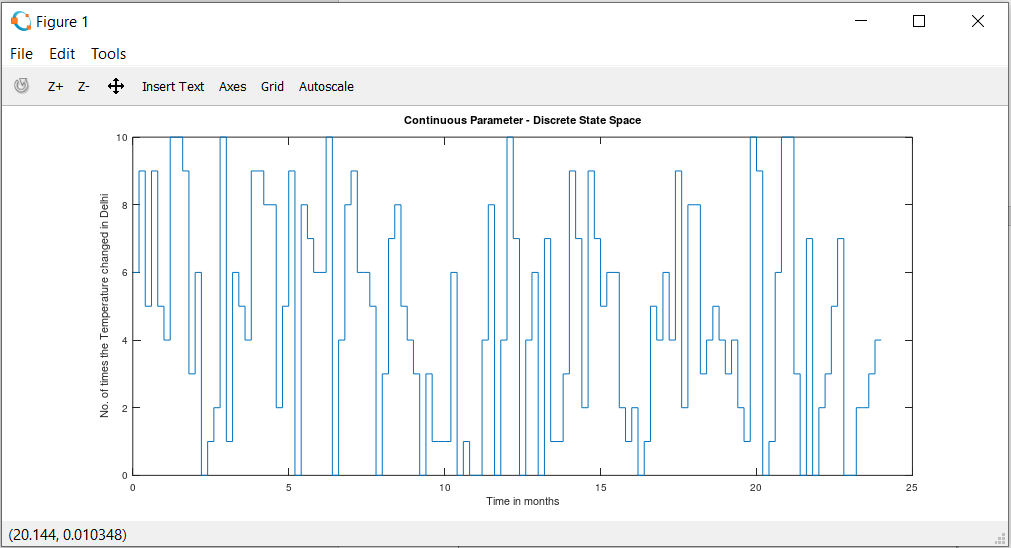 Figure 1
File Edit Tools
Z+ Z- Insert Text Axes Grid Autoscale
Continuous Parameter - Discrete State Space
No. of times the Temperature changed in Delhi
10
8
6
4
2
0
0 5 10 15 20 25
Time in months
(20.144, 0.010348)